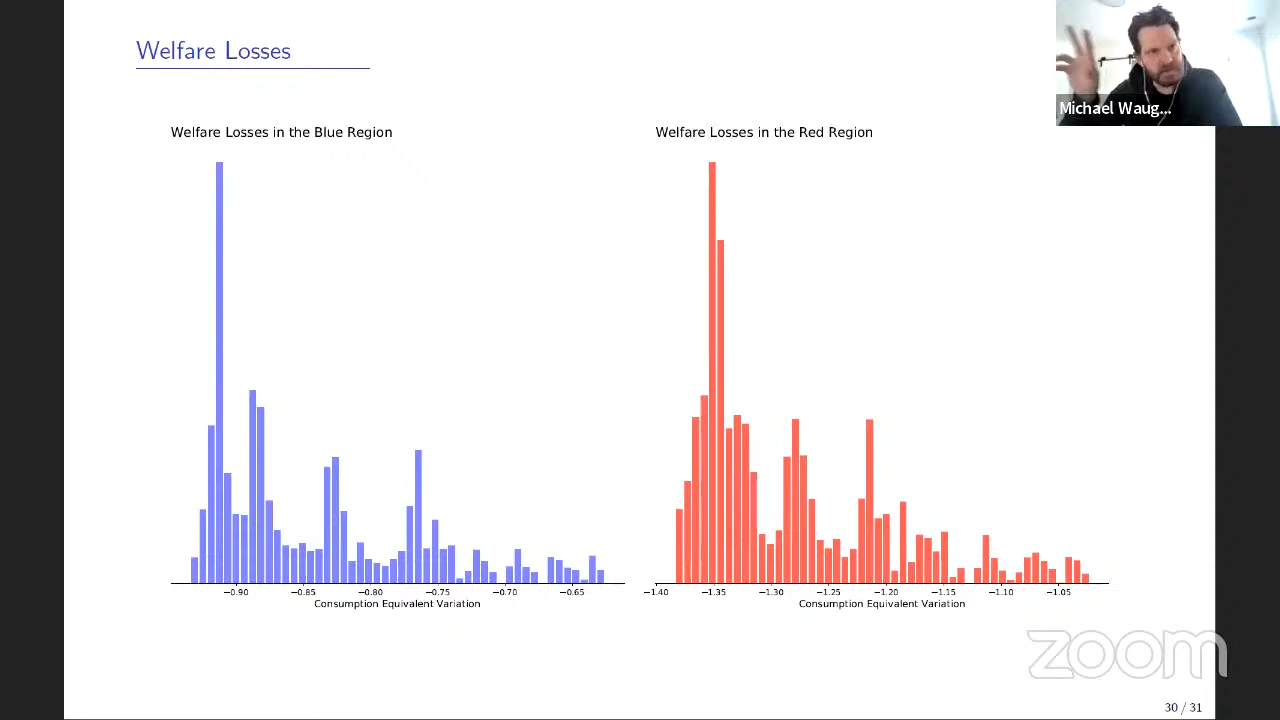 Welfare Losses
Michael Waug...
Welfare Losses in the Blue Region
−0.90 −0.85 −0.80 −0.75 −0.70 −0.65
Consumption Equivalent Variation
Welfare Losses in the Red Region
−1.40 −1.35 −1.30 −1.25 −1.20 −1.15 −1.10 −1.05
Consumption Equivalent Variation
zoom
30 / 31